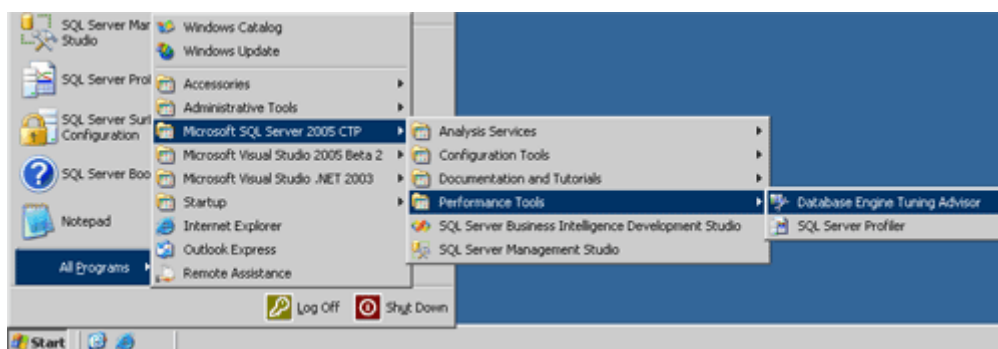 SQL Server Mar
Studio
SQL Server Prol
SQL Server Surl
Configuration
SQL Server Boo
Notepad
All Programs
Windows Catalog
Windows Update
Accessories
Administrative Tools
Microsoft SQL Server 2005 CTP
Microsoft Visual Studio 2005 Beta 2
Microsoft Visual Studio .NET 2003
Startup
Internet Explorer
Outlook Express
Remote Assistance
Analysis Services
Configuration Tools
Documentation and Tutorials
Performance Tools
SQL Server Business Intelligence Development Studio
SQL Server Management Studio
Database Engine Tuning Advisor
SQL Server Profiler
Log Off
Shut Down
Start